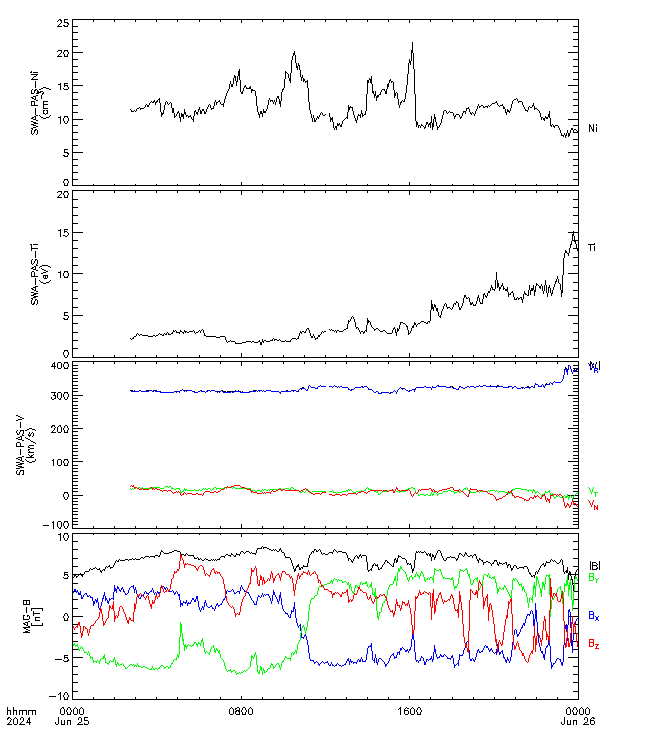 25
20
15
10
5
0
SWA-PAS-Ni
(cm⁻³)
Ni
20
15
10
5
0
SWA-PAS-Ti
(eV)
Ti
400
300
200
100
0
-100
SWA-PAS-V
(km/s)
V_T
V_N
10
5
0
-5
-10
MAG-B
[nT]
|B|
B_Y
B_X
B_Z
hhmm 0000 0800 1600 0000
2024 Jun 25 Jun 26